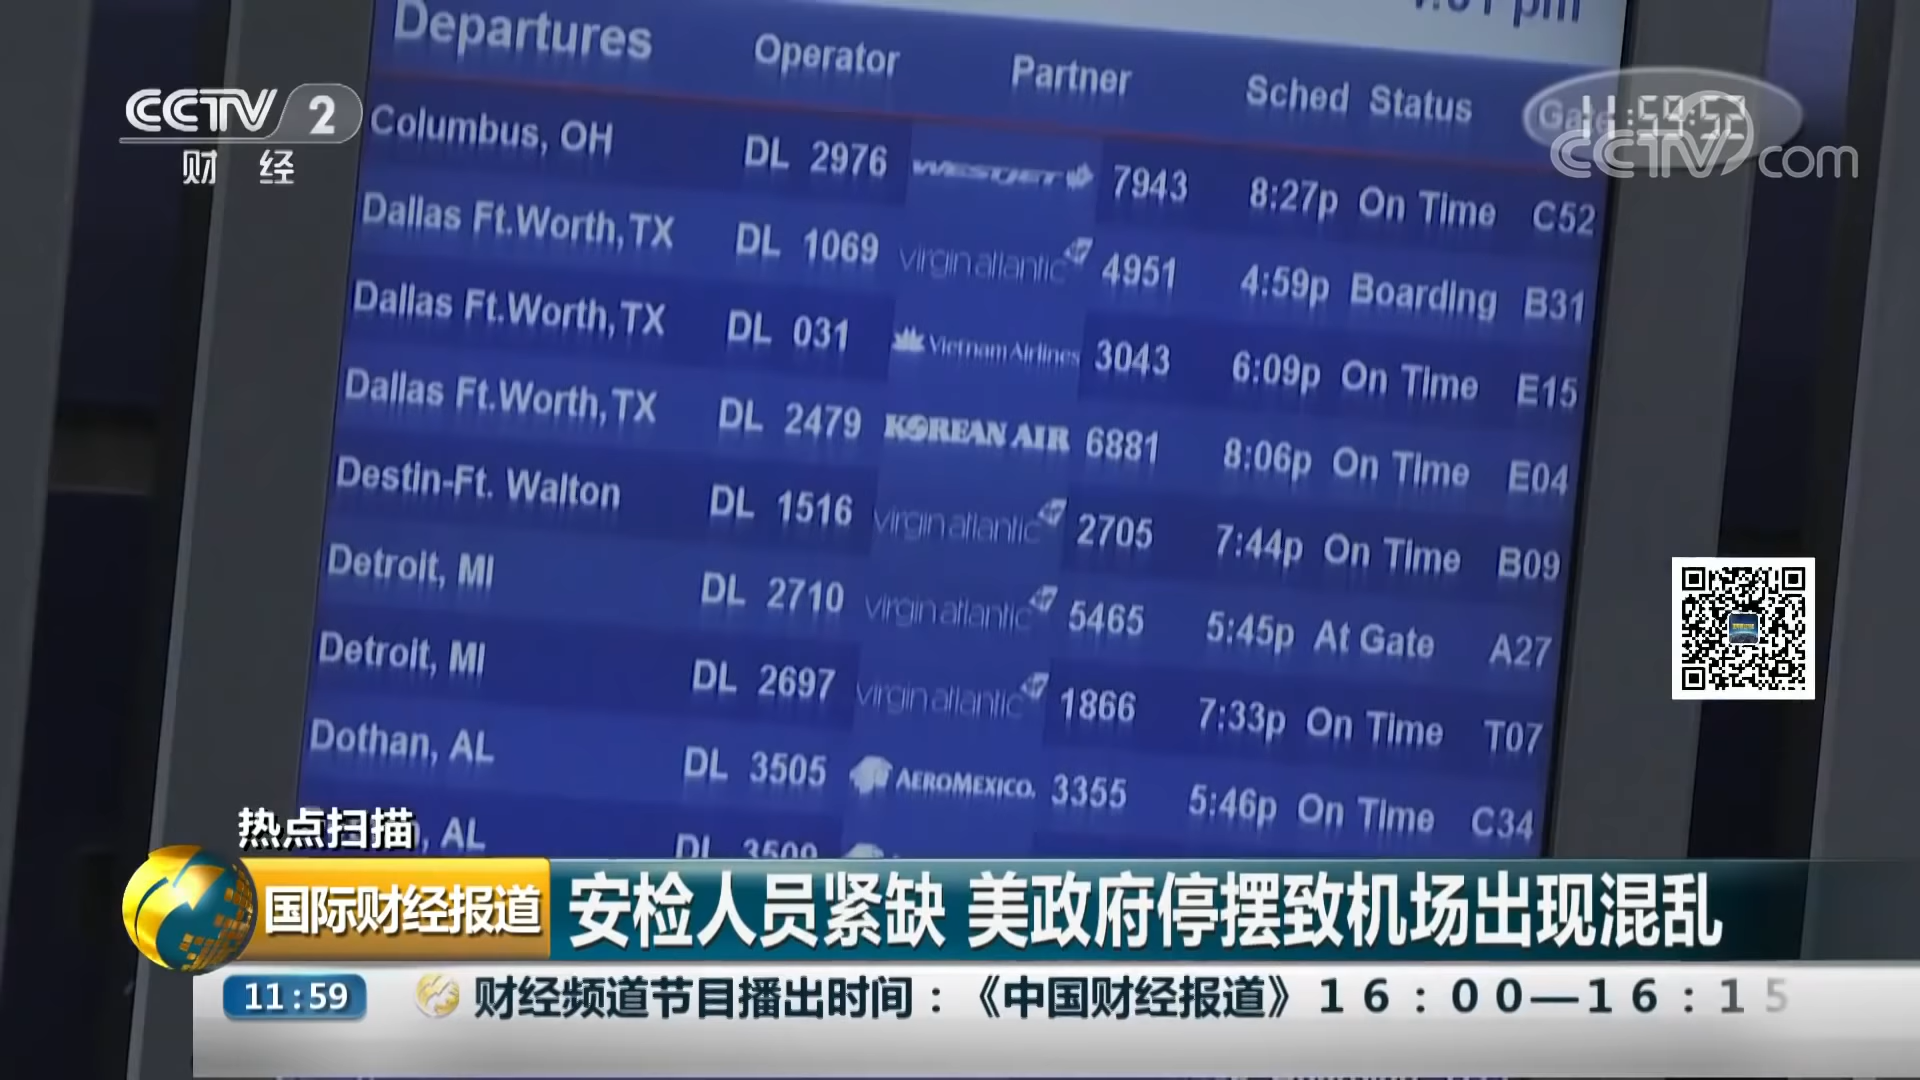 Departures Operator Partner Sched Status Gate
Columbus, OH DL 2976 WESTJET 7943 8:27p On Time C52
Dallas Ft.Worth,TX DL 1069 virgin atlantic 4951 4:59p Boarding B31
Dallas Ft.Worth,TX DL 031 Vietnam Airlines 3043 6:09p On Time E15
Dallas Ft.Worth,TX DL 2479 KOREAN AIR 6881 8:06p On Time E04
Destin-Ft. Walton DL 1516 virgin atlantic 2705 7:44p On Time B09
Detroit, MI DL 2710 virgin atlantic 5465 5:45p At Gate A27
Detroit, MI DL 2697 virgin atlantic 1866 7:33p On Time T07
Dothan, AL DL 3505 AEROMEXICO. 3355 5:46p On Time C34
, AL DL 3509
CCTV 2
财经
11:59:52
CCTV com
热点扫描
国际财经报道
安检人员紧缺 美政府停摆致机场出现混乱
11:59 财经频道节目播出时间：《中国财经报道》16:00—16:15